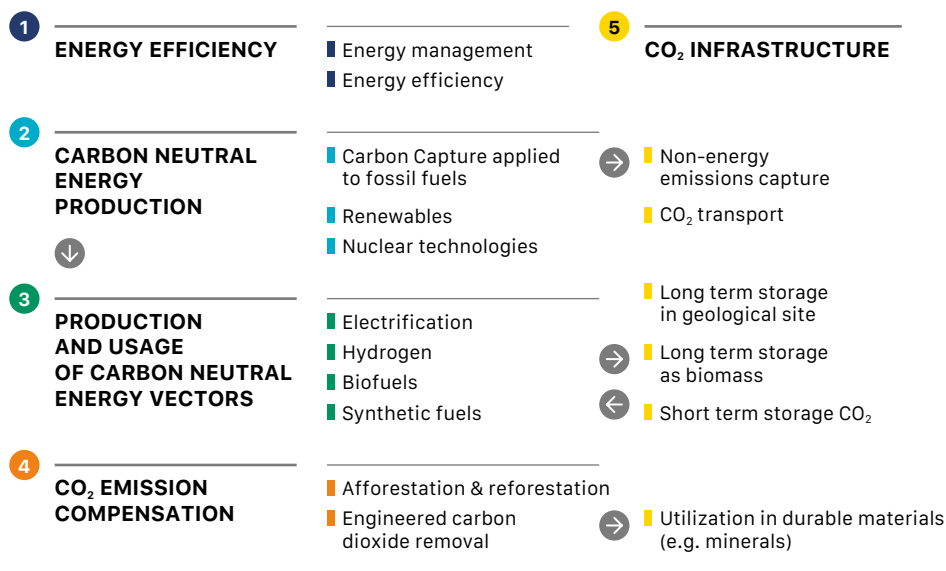 1
ENERGY EFFICIENCY
Energy management
Energy efficiency
2
CARBON NEUTRAL
ENERGY
PRODUCTION
Carbon Capture applied
to fossil fuels
Renewables
Nuclear technologies
3
PRODUCTION
AND USAGE
OF CARBON NEUTRAL
ENERGY VECTORS
Electrification
Hydrogen
Biofuels
Synthetic fuels
4
CO₂ EMISSION
COMPENSATION
Afforestation & reforestation
Engineered carbon
dioxide removal
5
CO₂ INFRASTRUCTURE
Non-energy
emissions capture
CO₂ transport
Long term storage
in geological site
Long term storage
as biomass
Short term storage CO₂
Utilization in durable materials
(e.g. minerals)